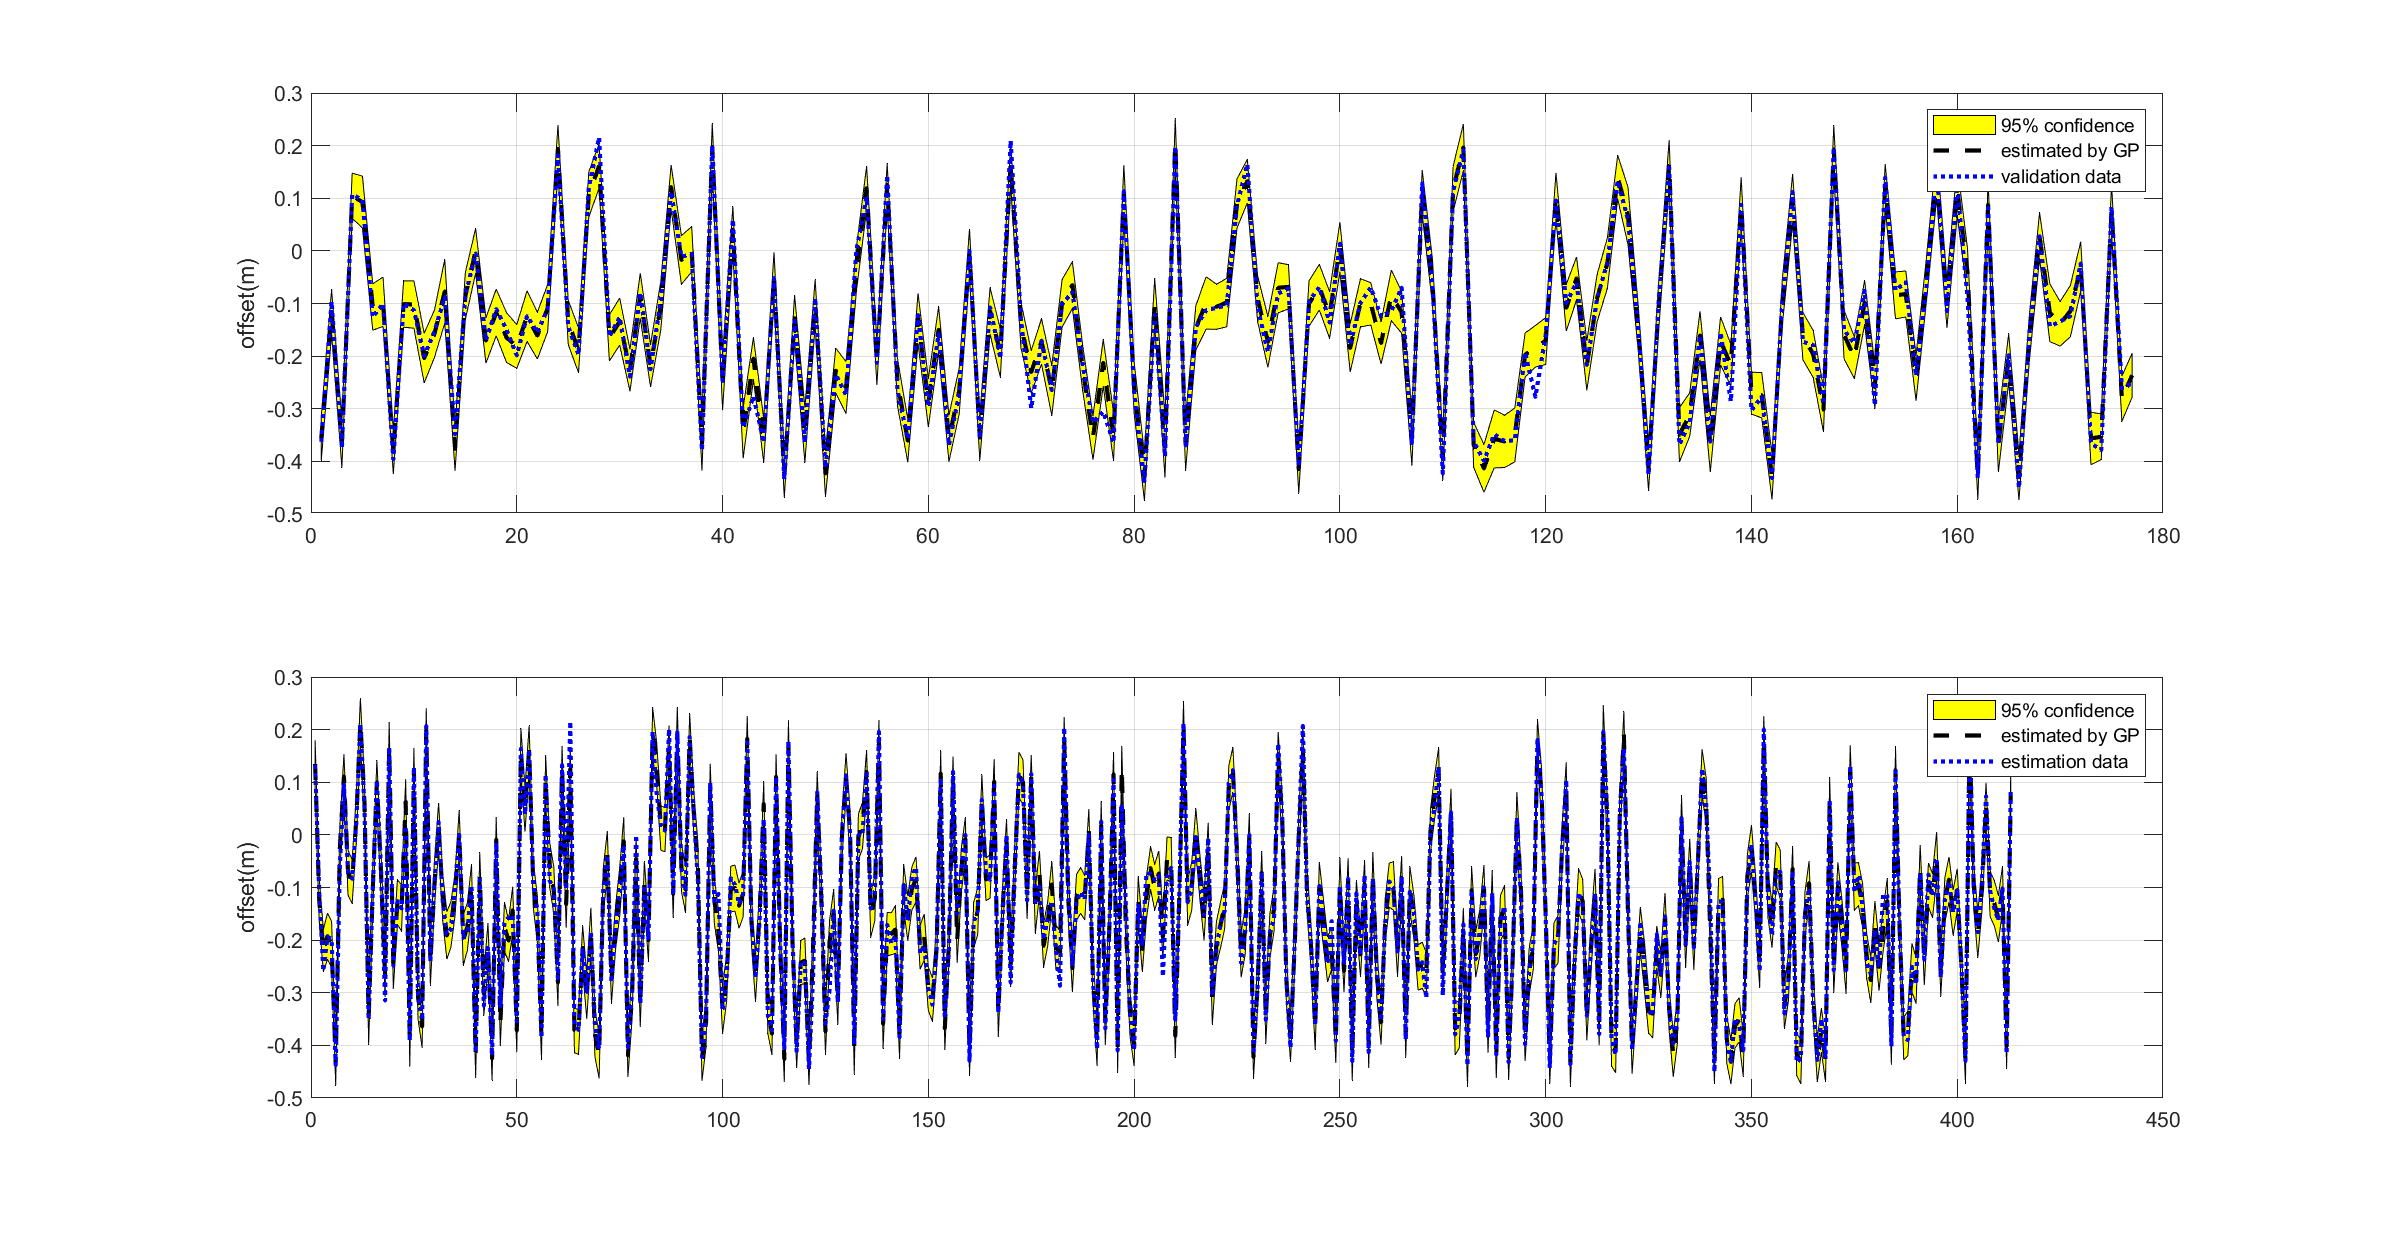 0.3
0.2
0.1
0
-0.1
-0.2
-0.3
-0.4
-0.5
offset(m)
95% confidence
estimated by GP
validation data
0 20 40 60 80 100 120 140 160 180
0.3
0.2
0.1
0
-0.1
-0.2
-0.3
-0.4
-0.5
offset(m)
95% confidence
estimated by GP
estimation data
0 50 100 150 200 250 300 350 400 450